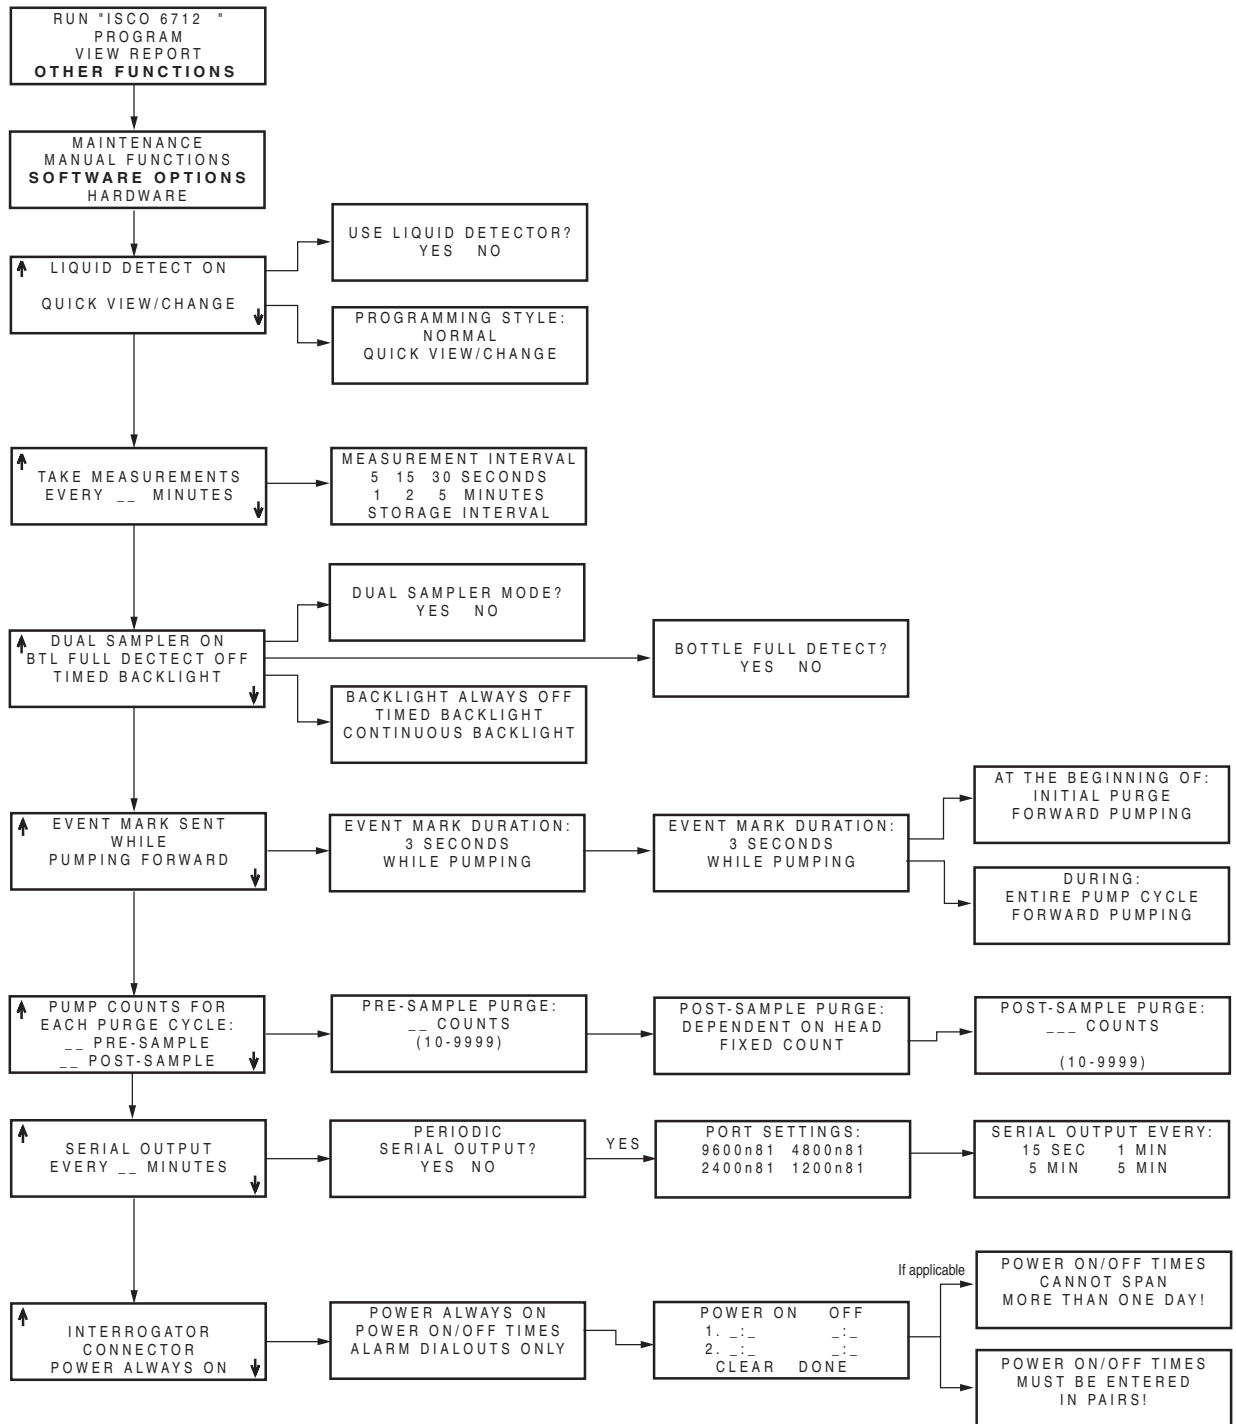 RUN "ISCO 6712 "
PROGRAM
VIEW REPORT
OTHER FUNCTIONS
MAINTENANCE
MANUAL FUNCTIONS
SOFTWARE OPTIONS
HARDWARE
LIQUID DETECT ON
QUICK VIEW/CHANGE
USE LIQUID DETECTOR?
YES NO
PROGRAMMING STYLE:
NORMAL
QUICK VIEW/CHANGE
TAKE MEASUREMENTS
EVERY __ MINUTES
MEASUREMENT INTERVAL
5 15 30 SECONDS
1 2 5 MINUTES
STORAGE INTERVAL
DUAL SAMPLER ON
BTL FULL DECTECT OFF
TIMED BACKLIGHT
DUAL SAMPLER MODE?
YES NO
BOTTLE FULL DETECT?
YES NO
BACKLIGHT ALWAYS OFF
TIMED BACKLIGHT
CONTINUOUS BACKLIGHT
EVENT MARK SENT
WHILE
PUMPING FORWARD
EVENT MARK DURATION:
3 SECONDS
WHILE PUMPING
EVENT MARK DURATION:
3 SECONDS
WHILE PUMPING
AT THE BEGINNING OF:
INITIAL PURGE
FORWARD PUMPING
DURING:
ENTIRE PUMP CYCLE
FORWARD PUMPING
PUMP COUNTS FOR
EACH PURGE CYCLE:
__ PRE-SAMPLE
__ POST-SAMPLE
PRE-SAMPLE PURGE:
__ COUNTS
(10-9999)
POST-SAMPLE PURGE:
DEPENDENT ON HEAD
FIXED COUNT
POST-SAMPLE PURGE:
___ COUNTS
(10-9999)
SERIAL OUTPUT
EVERY __ MINUTES
PERIODIC
SERIAL OUTPUT?
YES NO
YES
PORT SETTINGS:
9600n81 4800n81
2400n81 1200n81
SERIAL OUTPUT EVERY:
15 SEC 1 MIN
5 MIN 5 MIN
INTERROGATOR
CONNECTOR
POWER ALWAYS ON
POWER ALWAYS ON
POWER ON/OFF TIMES
ALARM DIALOUTS ONLY
POWER ON OFF
1. _:_ _:_
2. _:_ _:_
CLEAR DONE
If applicable
POWER ON/OFF TIMES
CANNOT SPAN
MORE THAN ONE DAY!
POWER ON/OFF TIMES
MUST BE ENTERED
IN PAIRS!